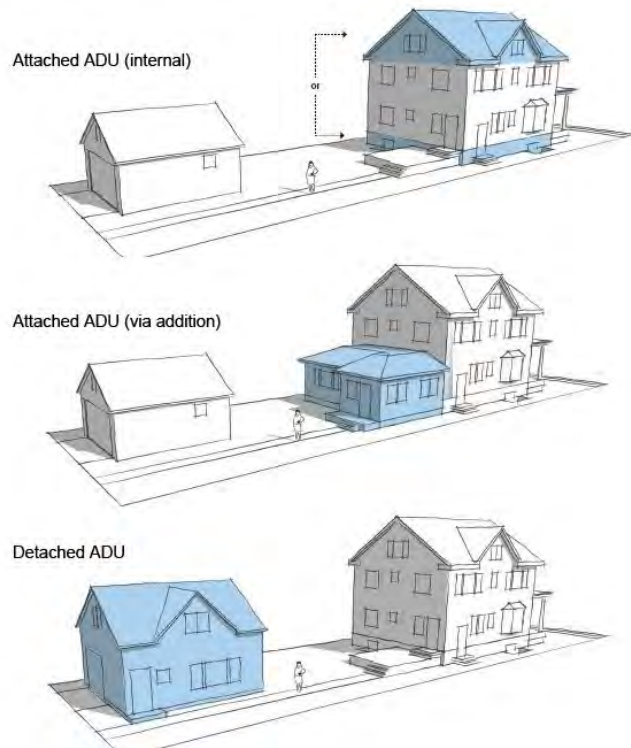 Attached ADU (internal)
or
Attached ADU (via addition)
Detached ADU